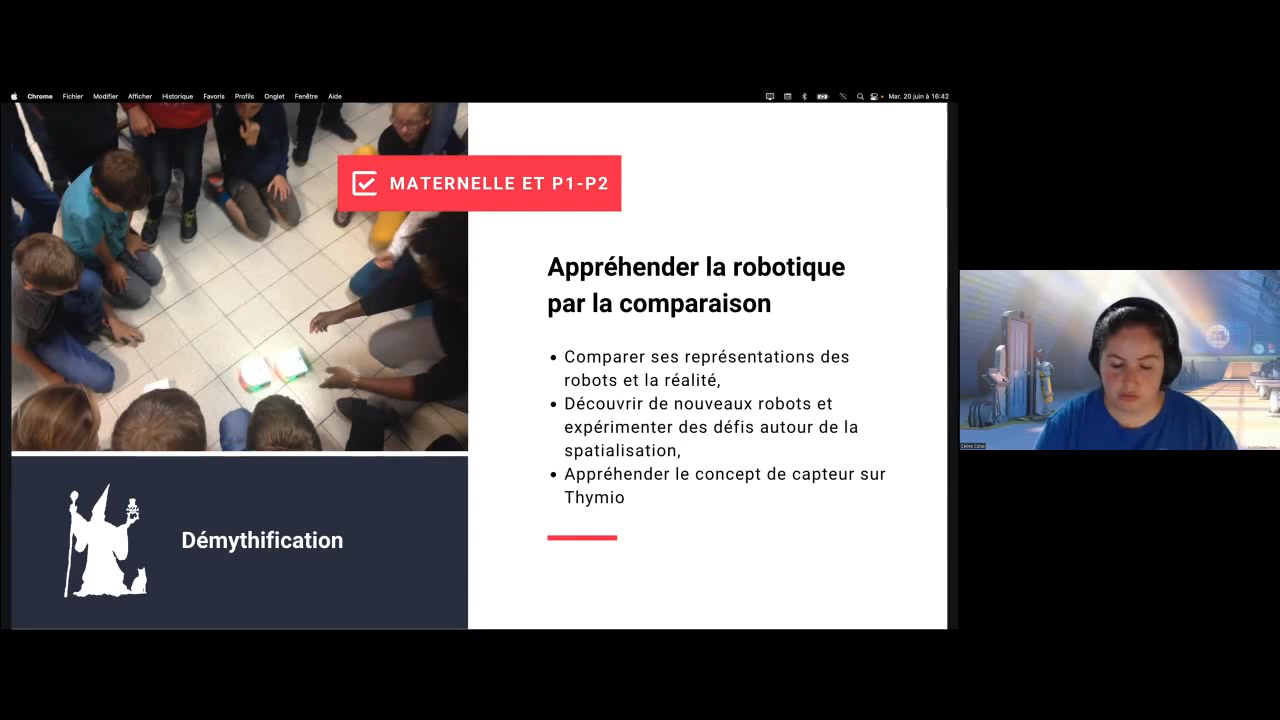 Chrome Fichier Modifier Afficher Historique Favoris Profils Onglet Fenêtre Aide
Mar. 20 juin à 16:42
MATERNELLE ET P1-P2
Appréhender la robotique
par la comparaison
• Comparer ses représentations des
robots et la réalité,
• Découvrir de nouveaux robots et
expérimenter des défis autour de la
spatialisation,
• Appréhender le concept de capteur sur
Thymio
Démythification
Celine Colas